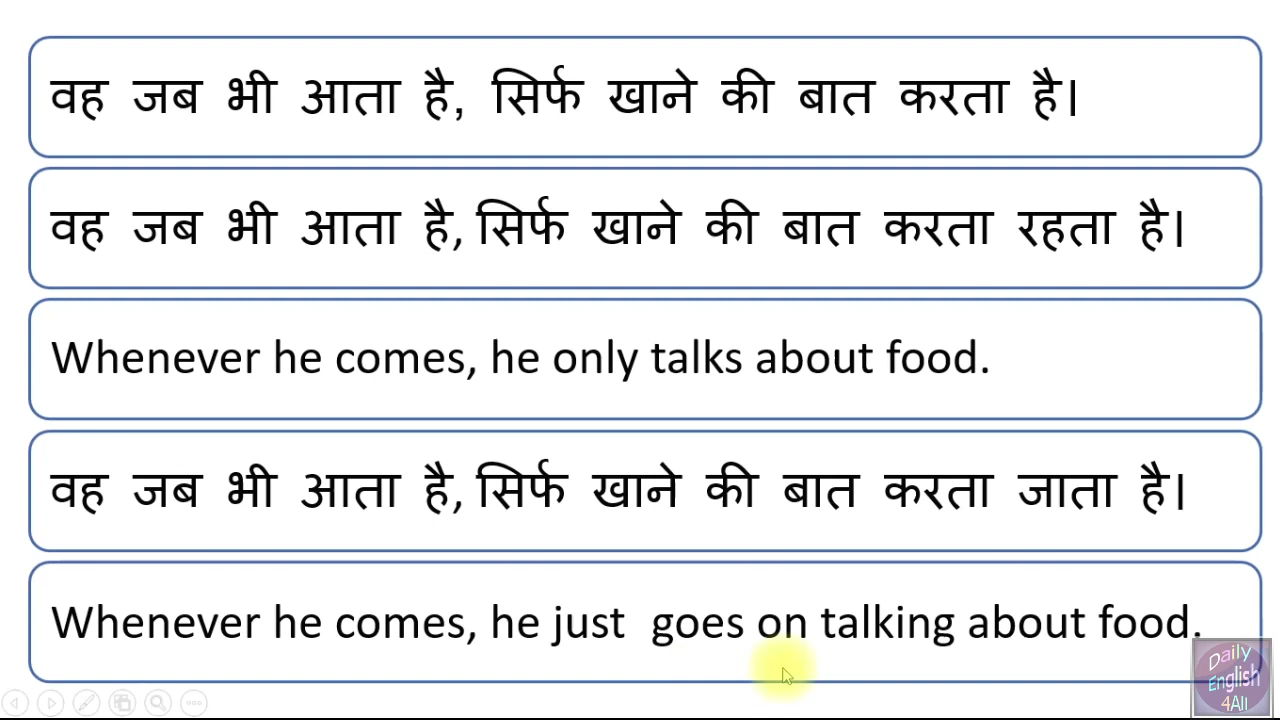 वह जब भी आता है, सिर्फ खाने की बात करता है।
वह जब भी आता है, सिर्फ खाने की बात करता रहता है।
Whenever he comes, he only talks about food.
वह जब भी आता है, सिर्फ खाने की बात करता जाता है।
Whenever he comes, he just goes on talking about food.
Daily
English
4All